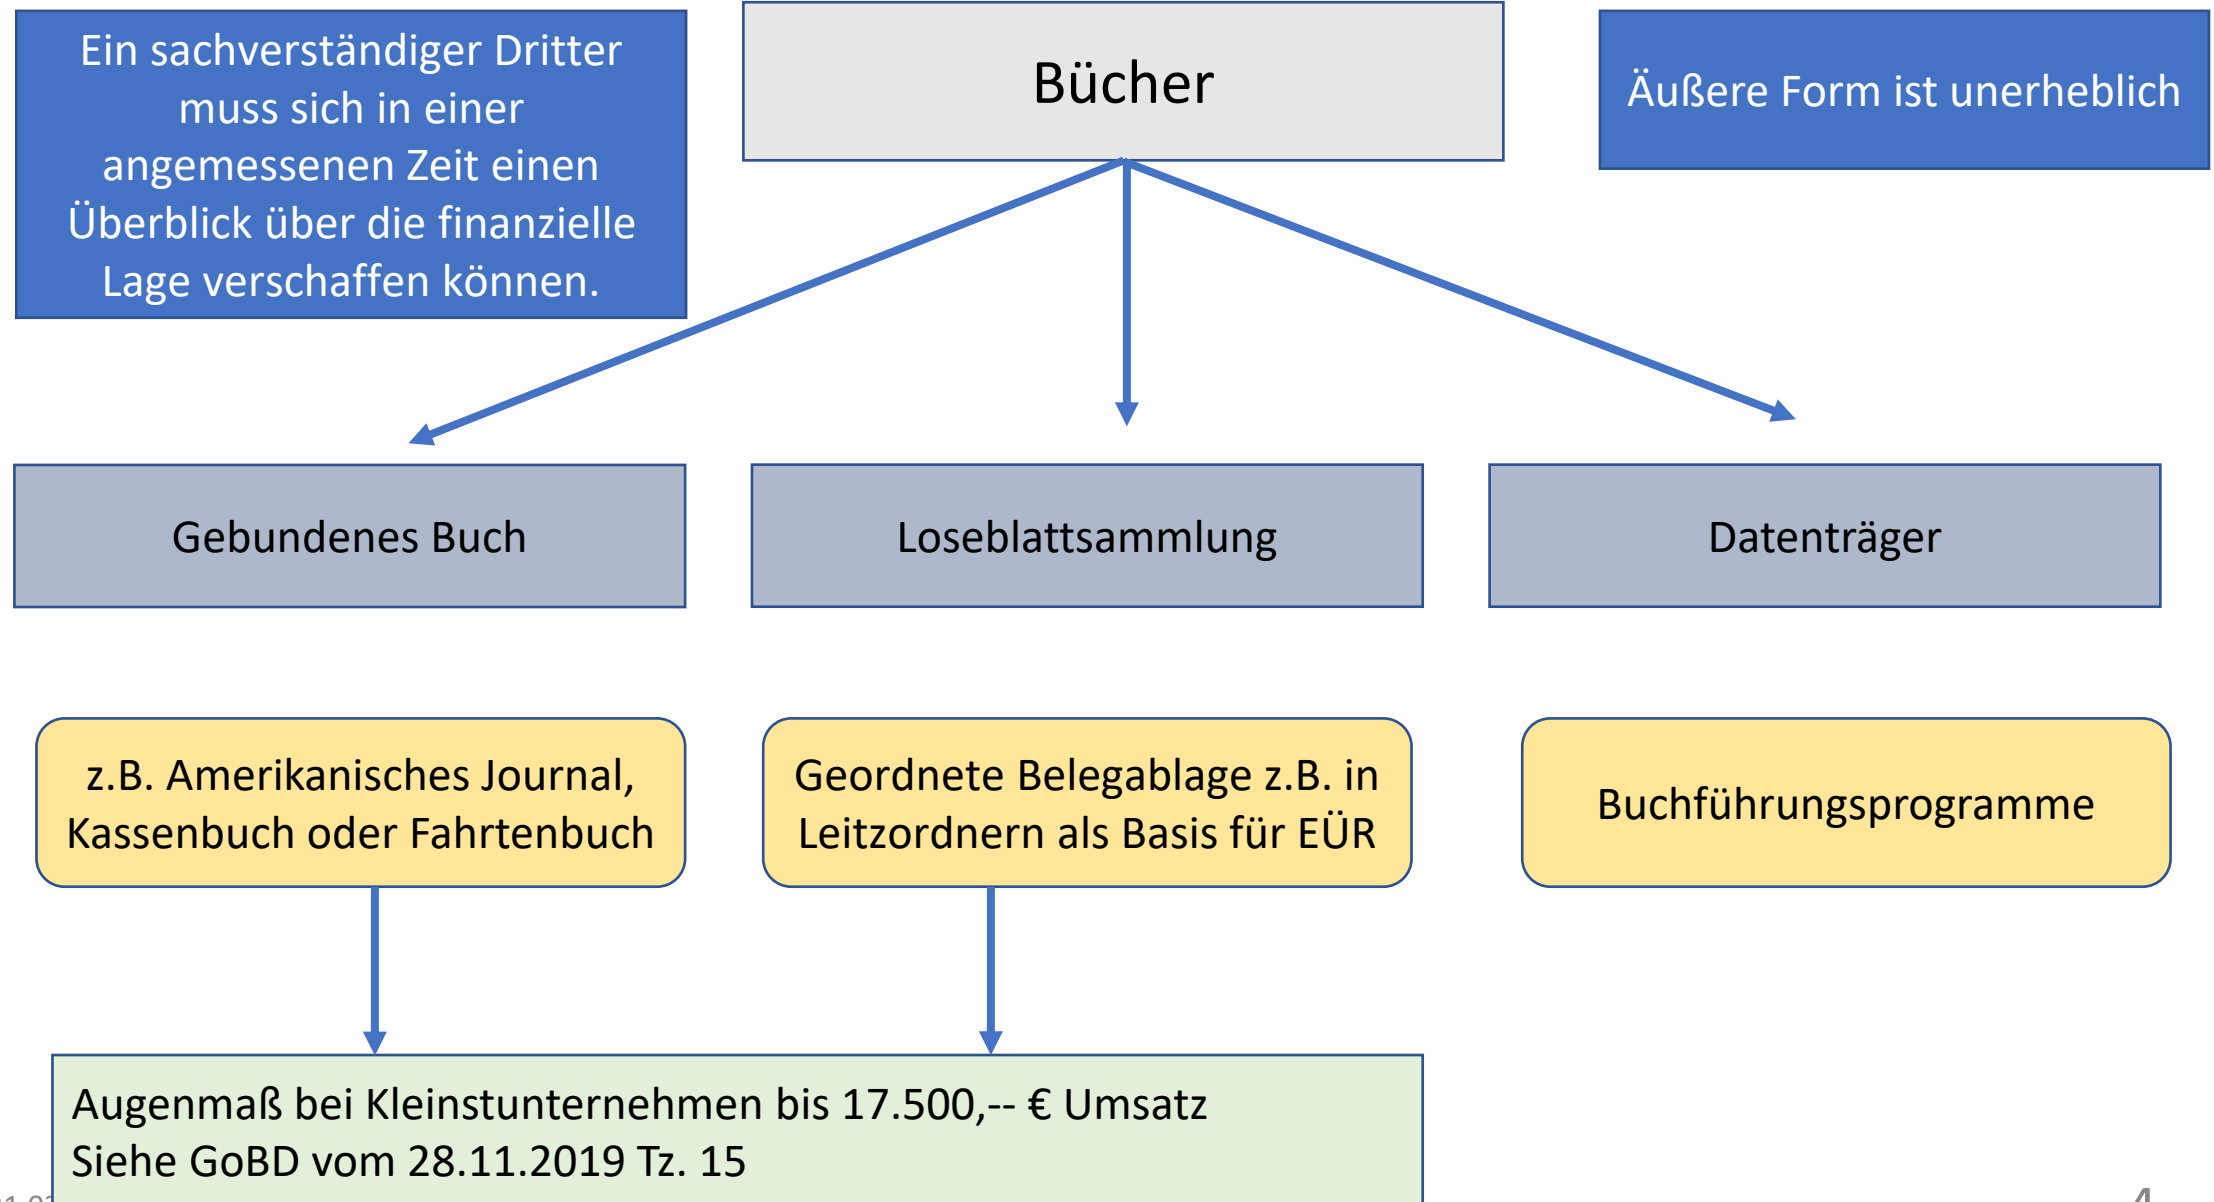 Ein sachverständiger Dritter
muss sich in einer
angemessenen Zeit einen
Überblick über die finanzielle
Lage verschaffen können.
Bücher
Äußere Form ist unerheblich
Gebundenes Buch
Loseblattsammlung
Datenträger
z.B. Amerikanisches Journal,
Kassenbuch oder Fahrtenbuch
Geordnete Belegablage z.B. in
Leitzordnern als Basis für EÜR
Buchführungsprogramme
Augenmaß bei Kleinstunternehmen bis 17.500,-- € Umsatz
Siehe GoBD vom 28.11.2019 Tz. 15
4